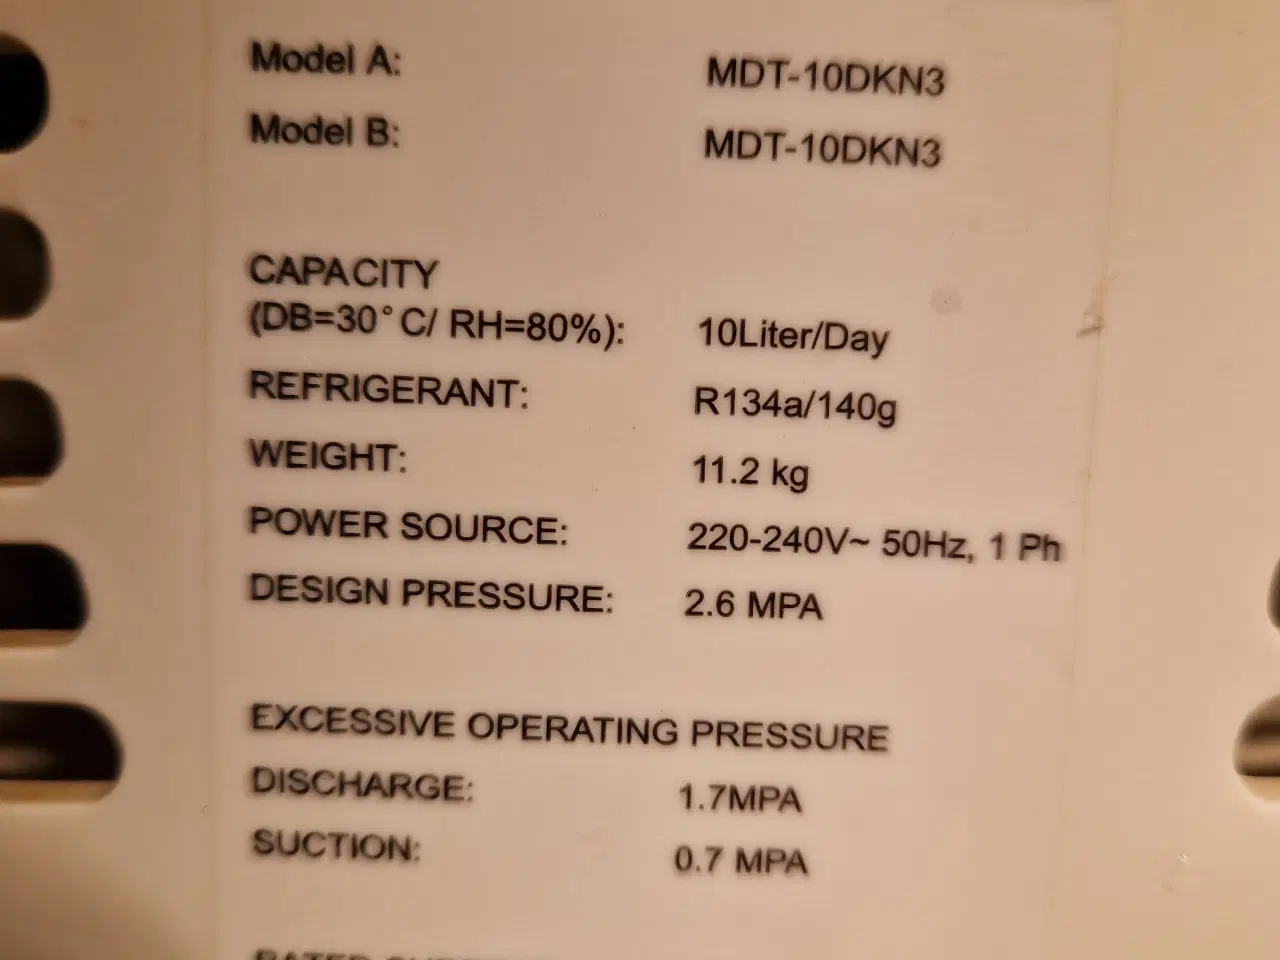 Model A: MDT-10DKN3
Model B: MDT-10DKN3
CAPACITY
(DB=30°C/ RH=80%): 10Liter/Day
REFRIGERANT: R134a/140g
WEIGHT: 11.2 kg
POWER SOURCE: 220-240V~ 50Hz, 1 Ph
DESIGN PRESSURE: 2.6 MPA
EXCESSIVE OPERATING PRESSURE
DISCHARGE: 1.7MPA
SUCTION: 0.7 MPA
RATED